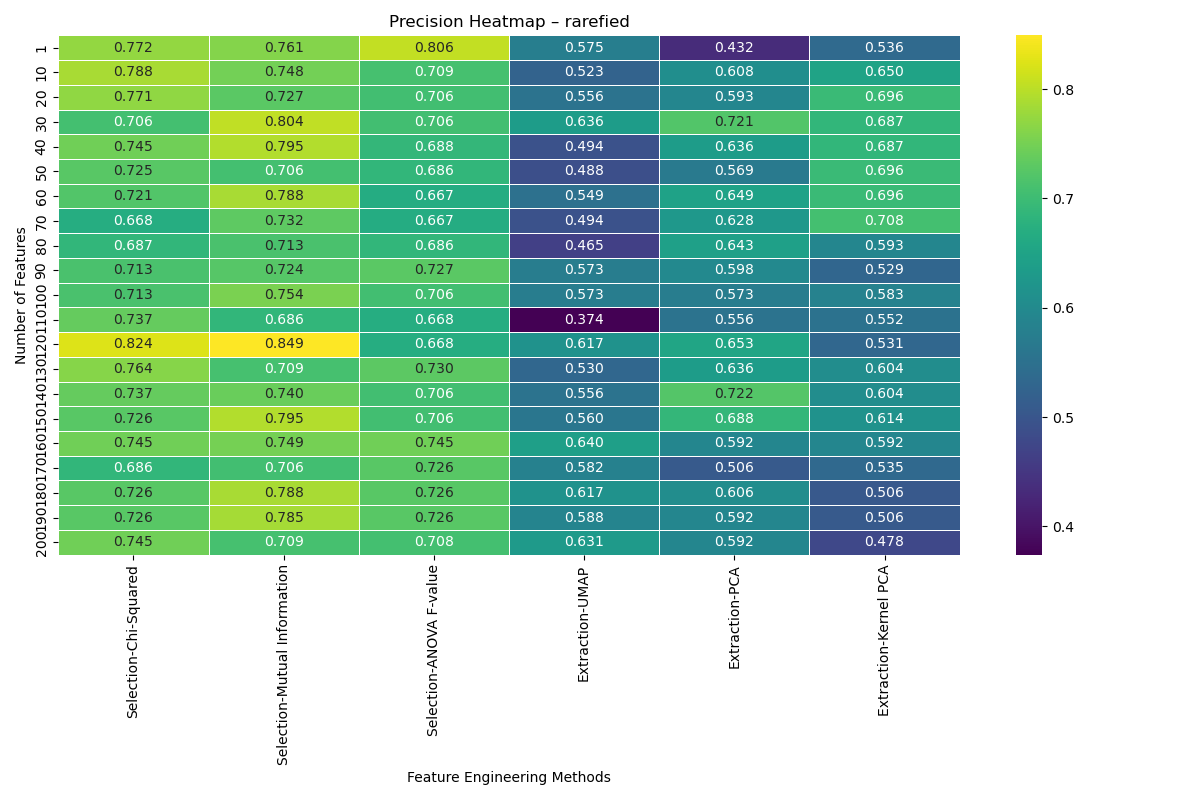 Precision Heatmap – rarefied
Number of Features
1 0.772 0.761 0.806 0.575 0.432 0.536
10 0.788 0.748 0.709 0.523 0.608 0.650
20 0.771 0.727 0.706 0.556 0.593 0.696
30 0.706 0.804 0.706 0.636 0.721 0.687
40 0.745 0.795 0.688 0.494 0.636 0.687
50 0.725 0.706 0.686 0.488 0.569 0.696
60 0.721 0.788 0.667 0.549 0.649 0.696
70 0.668 0.732 0.667 0.494 0.628 0.708
80 0.687 0.713 0.686 0.465 0.643 0.593
90 0.713 0.724 0.727 0.573 0.598 0.529
100 0.713 0.754 0.706 0.573 0.573 0.583
110 0.737 0.686 0.668 0.374 0.556 0.552
120 0.824 0.849 0.668 0.617 0.653 0.531
130 0.764 0.709 0.730 0.530 0.636 0.604
140 0.737 0.740 0.706 0.556 0.722 0.604
150 0.726 0.795 0.706 0.560 0.688 0.614
160 0.745 0.749 0.745 0.640 0.592 0.592
170 0.686 0.706 0.726 0.582 0.506 0.535
180 0.726 0.788 0.726 0.617 0.606 0.506
190 0.726 0.785 0.726 0.588 0.592 0.506
200 0.745 0.709 0.708 0.631 0.592 0.478
Selection-Chi-Squared
Selection-Mutual Information
Selection-ANOVA F-value
Extraction-UMAP
Extraction-PCA
Extraction-Kernel PCA
Feature Engineering Methods
0.8
0.7
0.6
0.5
0.4